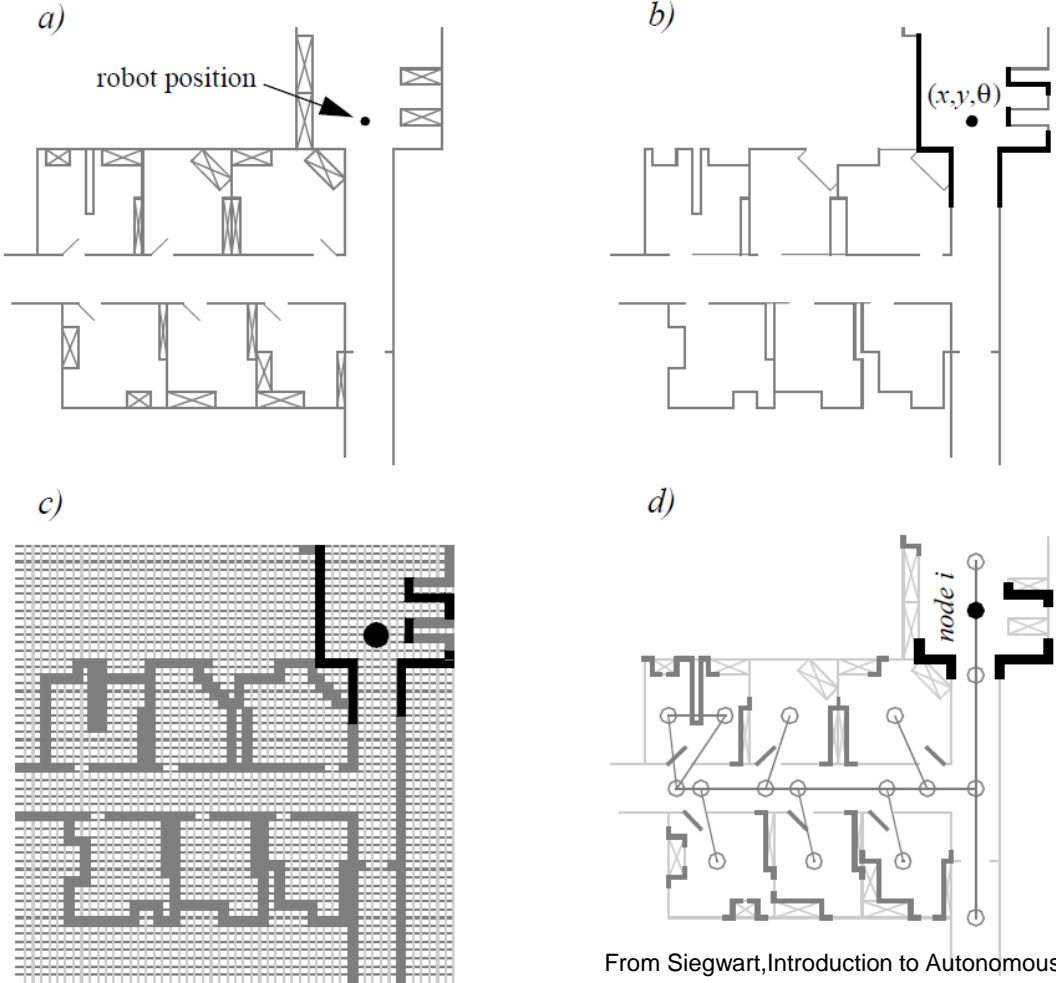 a)
b)
robot position
(x,y,θ)
c)
d)
node i
From Siegwart,Introduction to Autonomous